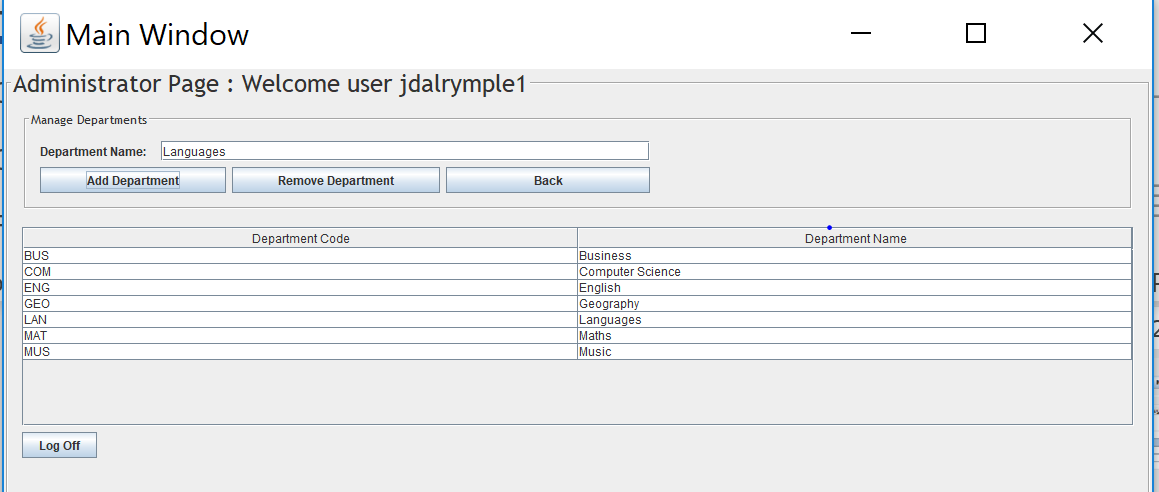 Main Window
Administrator Page : Welcome user jdalrymple1
Manage Departments
Department Name: Languages
Add Department Remove Department Back
Department Code Department Name
BUS Business
COM Computer Science
ENG English
GEO Geography
LAN Languages
MAT Maths
MUS Music
Log Off